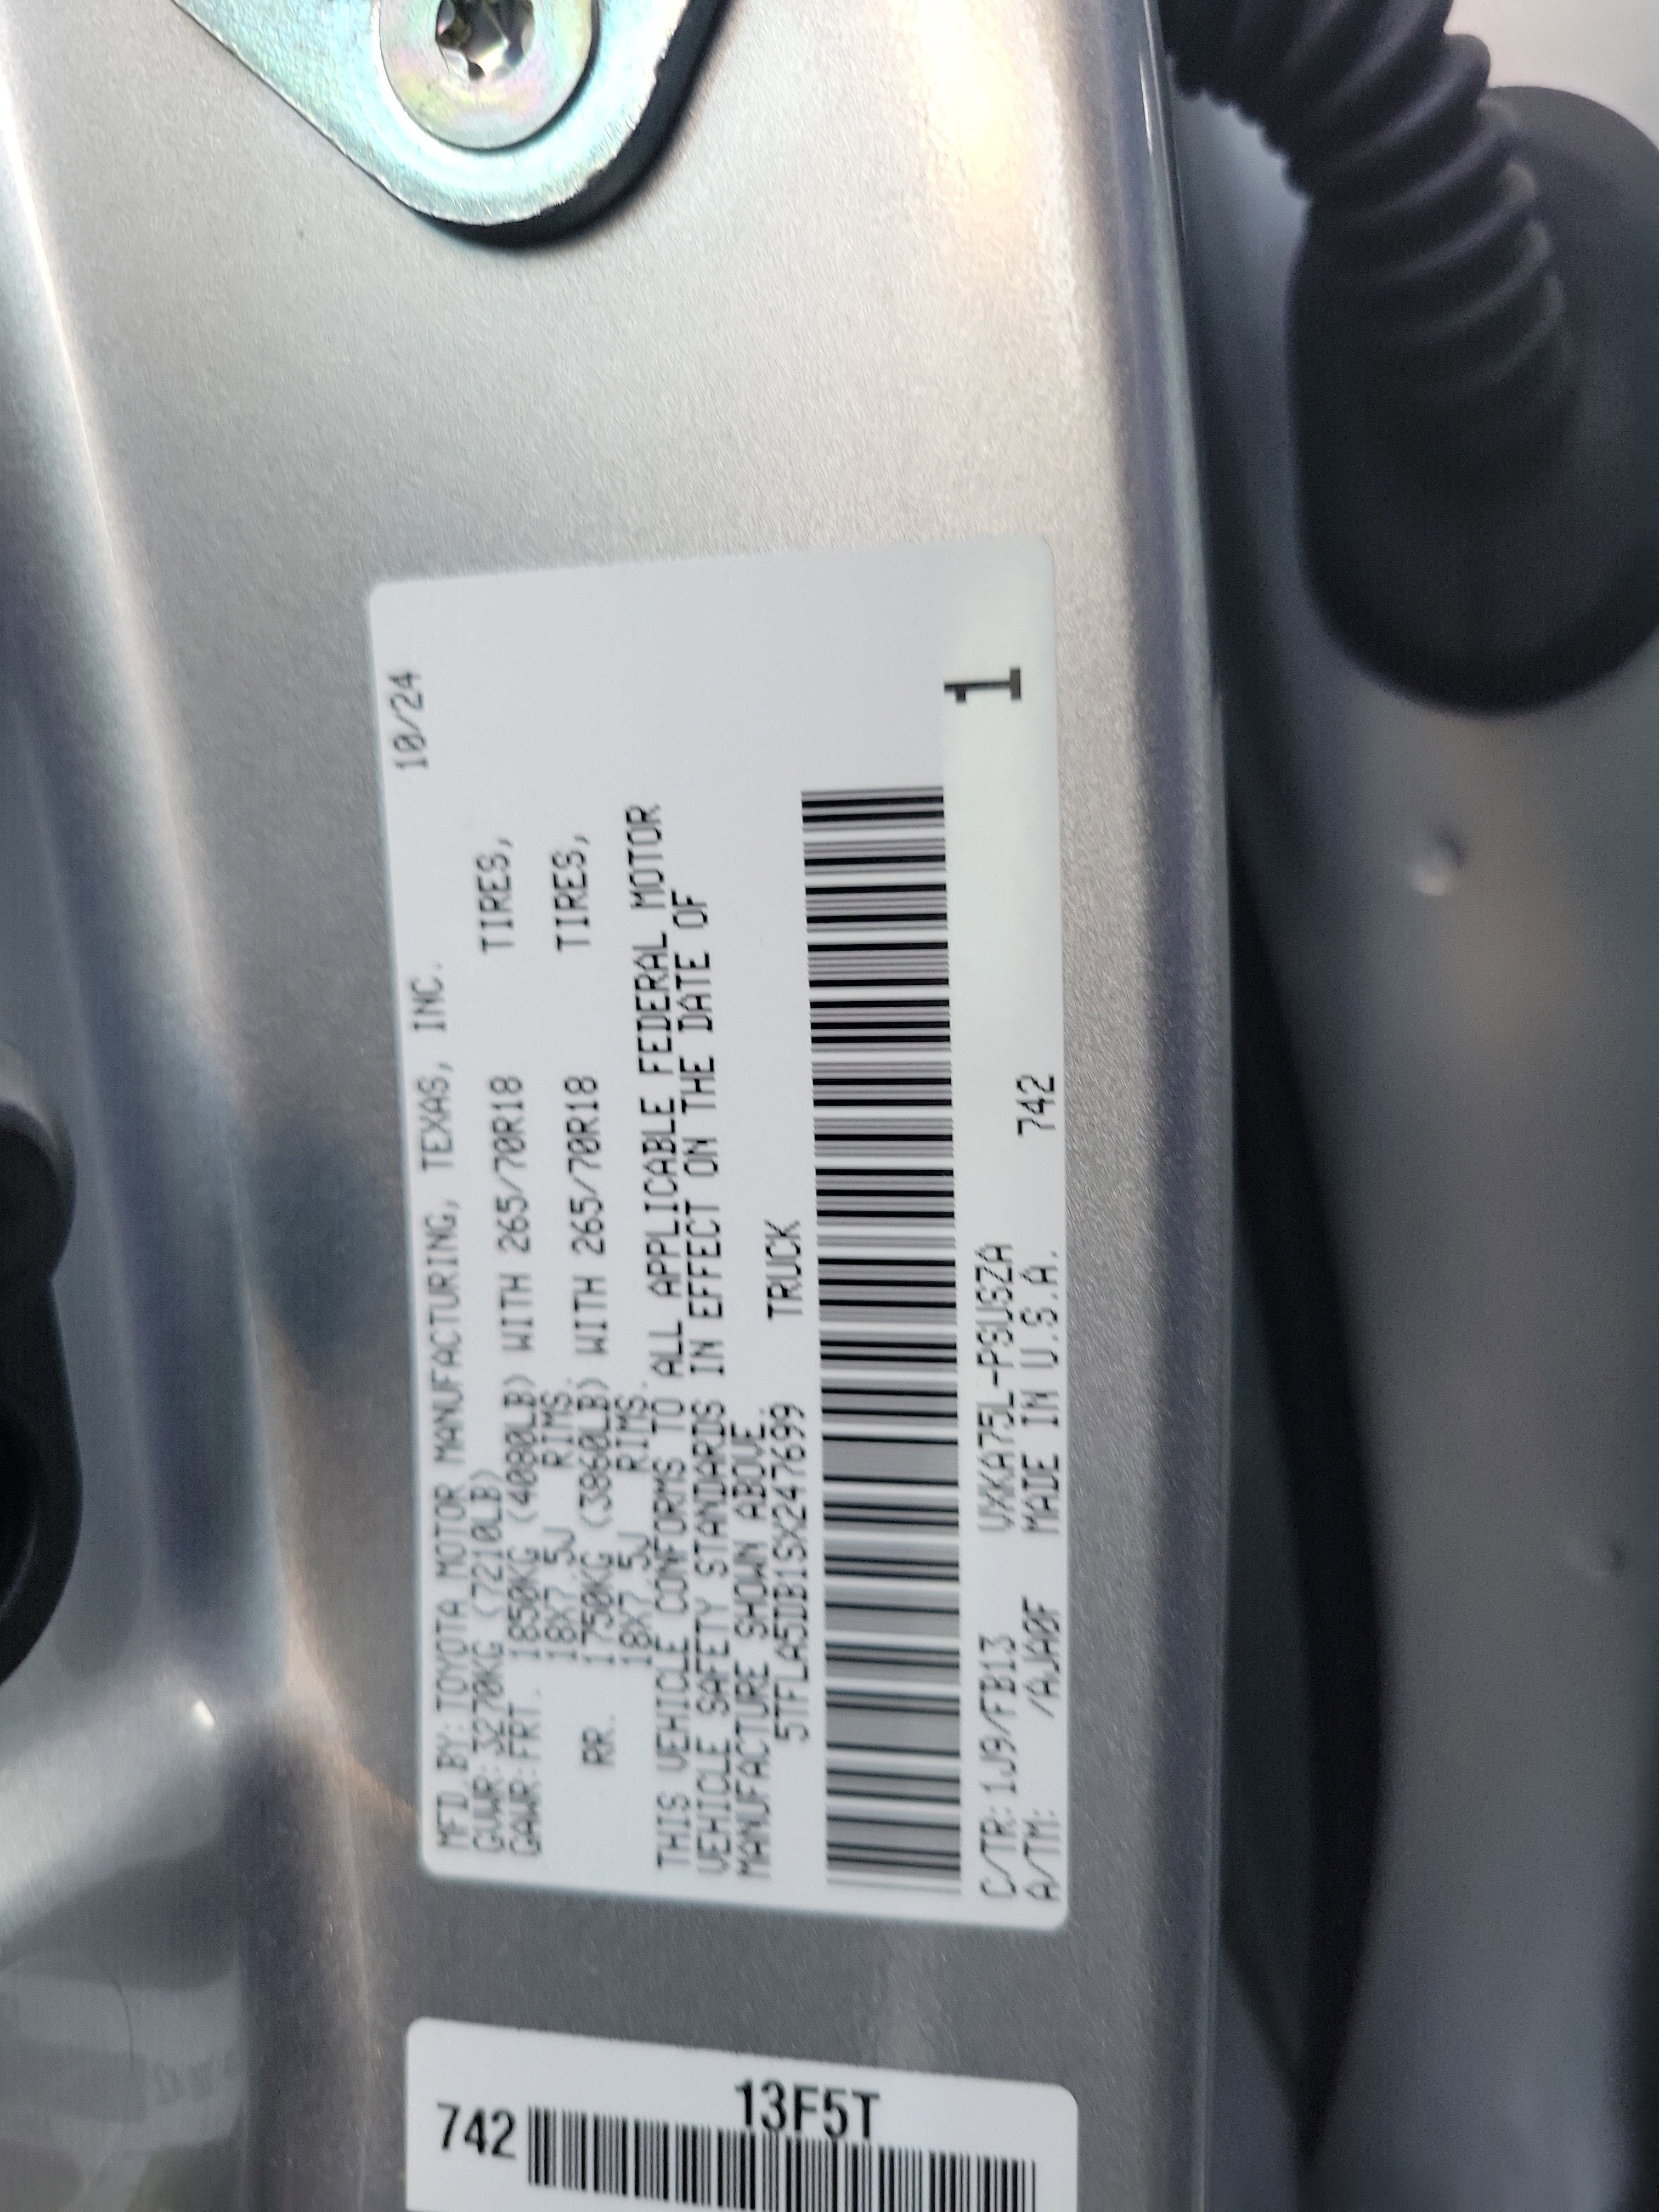 MFD.BY:TOYOTA MOTOR MANUFACTURING, TEXAS, INC. 10/24
GVWR:3270KG (7210LB)
GAWR:FRT. 1850KG (4080LB) WITH 265/70R18 TIRES,
18X7.5J RIMS.
RR. 1750KG (3860LB) WITH 265/70R18 TIRES,
18X7.5J RIMS.
THIS VEHICLE CONFORMS TO ALL APPLICABLE FEDERAL MOTOR
VEHICLE SAFETY STANDARDS IN EFFECT ON THE DATE OF
MANUFACTURE SHOWN ABOVE.
5TFLA5DB1SX247699 TRUCK
C/TR: 1J9/FB13 VXKA75L-PSUSZA
A/TM: /AJA0F MADE IN U.S.A. 742
1
742
13F5T